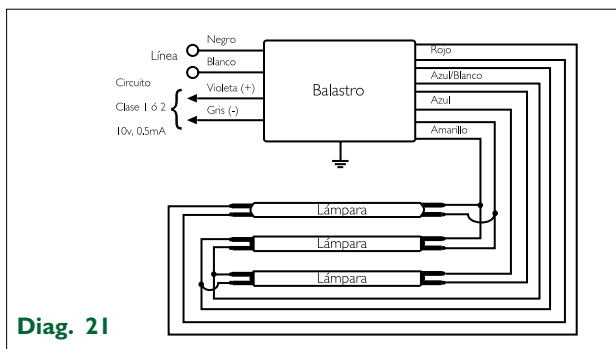 Negro
Línea
Blanco
Circuito
Violeta (+)
Clase 1 ó 2
Gris (-)
10v, 0.5mA
Balastro
Rojo
Azul/Blanco
Azul
Amarillo
Lámpara
Lámpara
Lámpara
Diag. 21